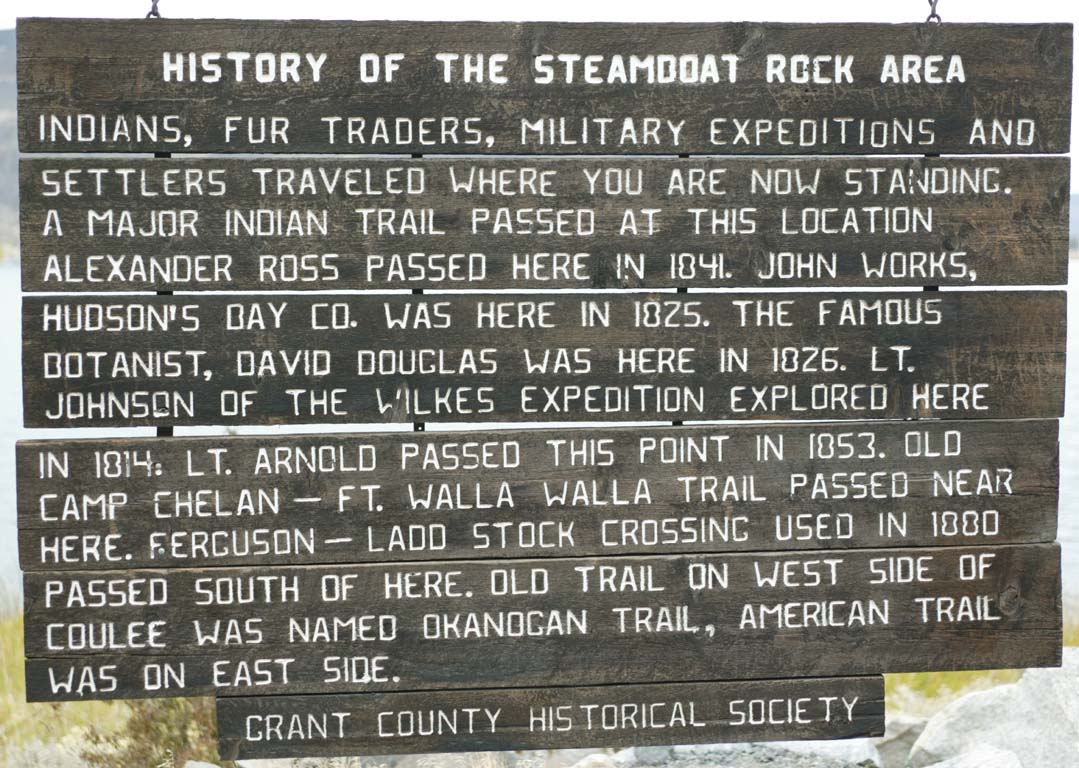 HISTORY OF THE STEAMBOAT ROCK AREA
INDIANS, FUR TRADERS, MILITARY EXPEDITIONS AND
SETTLERS TRAVELED WHERE YOU ARE NOW STANDING.
A MAJOR INDIAN TRAIL PASSED AT THIS LOCATION
ALEXANDER ROSS PASSED HERE IN 1841. JOHN WORKS,
HUDSON'S BAY CO. WAS HERE IN 1825. THE FAMOUS
BOTANIST, DAVID DOUGLAS WAS HERE IN 1826. LT.
JOHNSON OF THE WILKES EXPEDITION EXPLORED HERE
IN 1814: LT. ARNOLD PASSED THIS POINT IN 1853. OLD
CAMP CHELAN — FT. WALLA WALLA TRAIL PASSED NEAR
HERE. FERGUSON — LADD STOCK CROSSING USED IN 1880
PASSED SOUTH OF HERE. OLD TRAIL ON WEST SIDE OF
COULEE WAS NAMED OKANOGAN TRAIL, AMERICAN TRAIL
WAS ON EAST SIDE.
GRANT COUNTY HISTORICAL SOCIETY